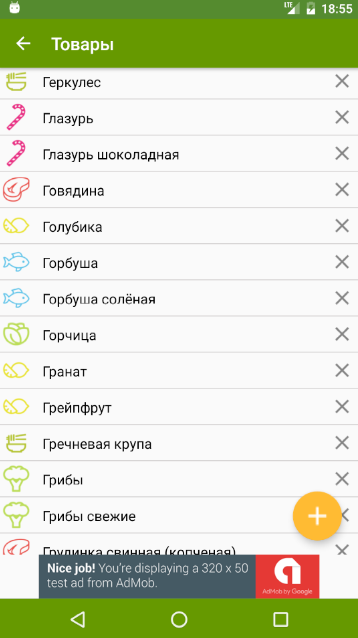 LTE 18:55
Товары
Геркулес
Глазурь
Глазурь шоколадная
Говядина
Голубика
Горбуша
Горбуша солёная
Горчица
Гранат
Грейпфрут
Гречневая крупа
Грибы
Грибы свежие
Грудинка свинная (копченая)
Nice job! You're displaying a 320 x 50
test ad from AdMob.
AdMob by Google